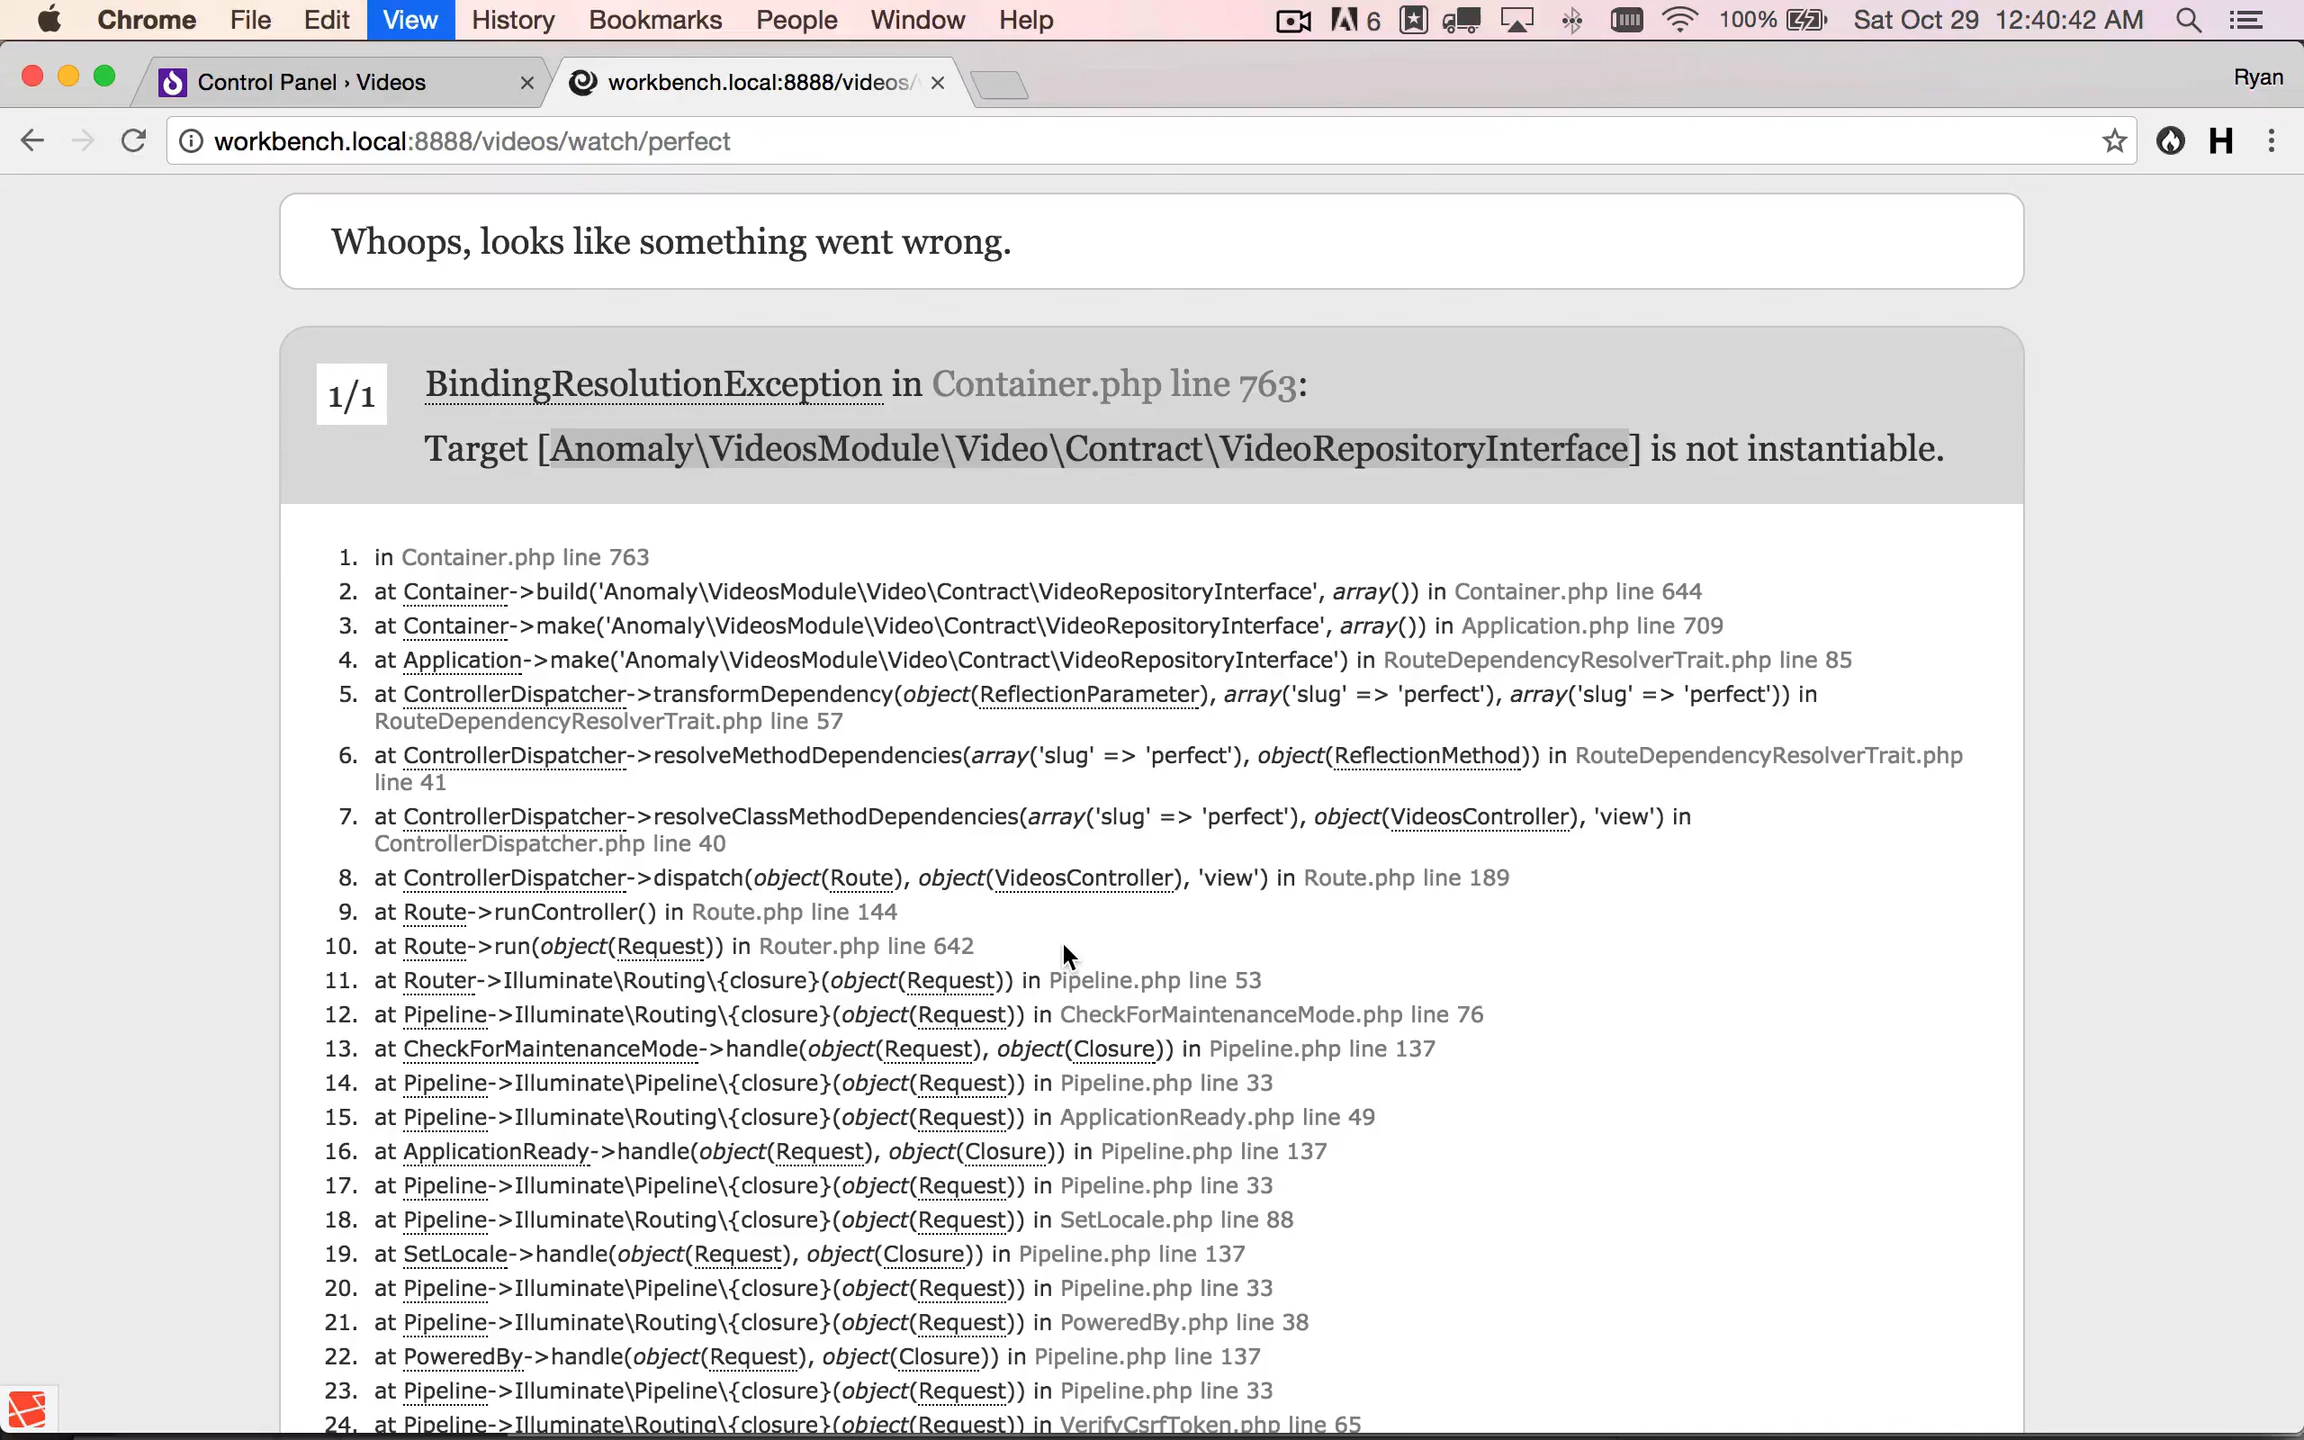 Chrome File Edit View History Bookmarks People Window Help 6 100% Sat Oct 29 12:40:42 AM
Control Panel › Videos workbench.local:8888/videos/ Ryan
workbench.local:8888/videos/watch/perfect H
Whoops, looks like something went wrong.
1/1 BindingResolutionException in Container.php line 763:
Target [Anomaly\VideosModule\Video\Contract\VideoRepositoryInterface] is not instantiable.
1. in Container.php line 763
2. at Container->build('Anomaly\VideosModule\Video\Contract\VideoRepositoryInterface', array()) in Container.php line 644
3. at Container->make('Anomaly\VideosModule\Video\Contract\VideoRepositoryInterface', array()) in Application.php line 709
4. at Application->make('Anomaly\VideosModule\Video\Contract\VideoRepositoryInterface') in RouteDependencyResolverTrait.php line 85
5. at ControllerDispatcher->transformDependency(object(ReflectionParameter), array('slug' => 'perfect'), array('slug' => 'perfect')) in
RouteDependencyResolverTrait.php line 57
6. at ControllerDispatcher->resolveMethodDependencies(array('slug' => 'perfect'), object(ReflectionMethod)) in RouteDependencyResolverTrait.php
line 41
7. at ControllerDispatcher->resolveClassMethodDependencies(array('slug' => 'perfect'), object(VideosController), 'view') in
ControllerDispatcher.php line 40
8. at ControllerDispatcher->dispatch(object(Route), object(VideosController), 'view') in Route.php line 189
9. at Route->runController() in Route.php line 144
10. at Route->run(object(Request)) in Router.php line 642
11. at Router->Illuminate\Routing\{closure}(object(Request)) in Pipeline.php line 53
12. at Pipeline->Illuminate\Routing\{closure}(object(Request)) in CheckForMaintenanceMode.php line 76
13. at CheckForMaintenanceMode->handle(object(Request), object(Closure)) in Pipeline.php line 137
14. at Pipeline->Illuminate\Pipeline\{closure}(object(Request)) in Pipeline.php line 33
15. at Pipeline->Illuminate\Routing\{closure}(object(Request)) in ApplicationReady.php line 49
16. at ApplicationReady->handle(object(Request), object(Closure)) in Pipeline.php line 137
17. at Pipeline->Illuminate\Pipeline\{closure}(object(Request)) in Pipeline.php line 33
18. at Pipeline->Illuminate\Routing\{closure}(object(Request)) in SetLocale.php line 88
19. at SetLocale->handle(object(Request), object(Closure)) in Pipeline.php line 137
20. at Pipeline->Illuminate\Pipeline\{closure}(object(Request)) in Pipeline.php line 33
21. at Pipeline->Illuminate\Routing\{closure}(object(Request)) in PoweredBy.php line 38
22. at PoweredBy->handle(object(Request), object(Closure)) in Pipeline.php line 137
23. at Pipeline->Illuminate\Pipeline\{closure}(object(Request)) in Pipeline.php line 33
24. at Pipeline->Illuminate\Routing\{closure}(object(Request)) in VerifyCsrfToken.php line 65